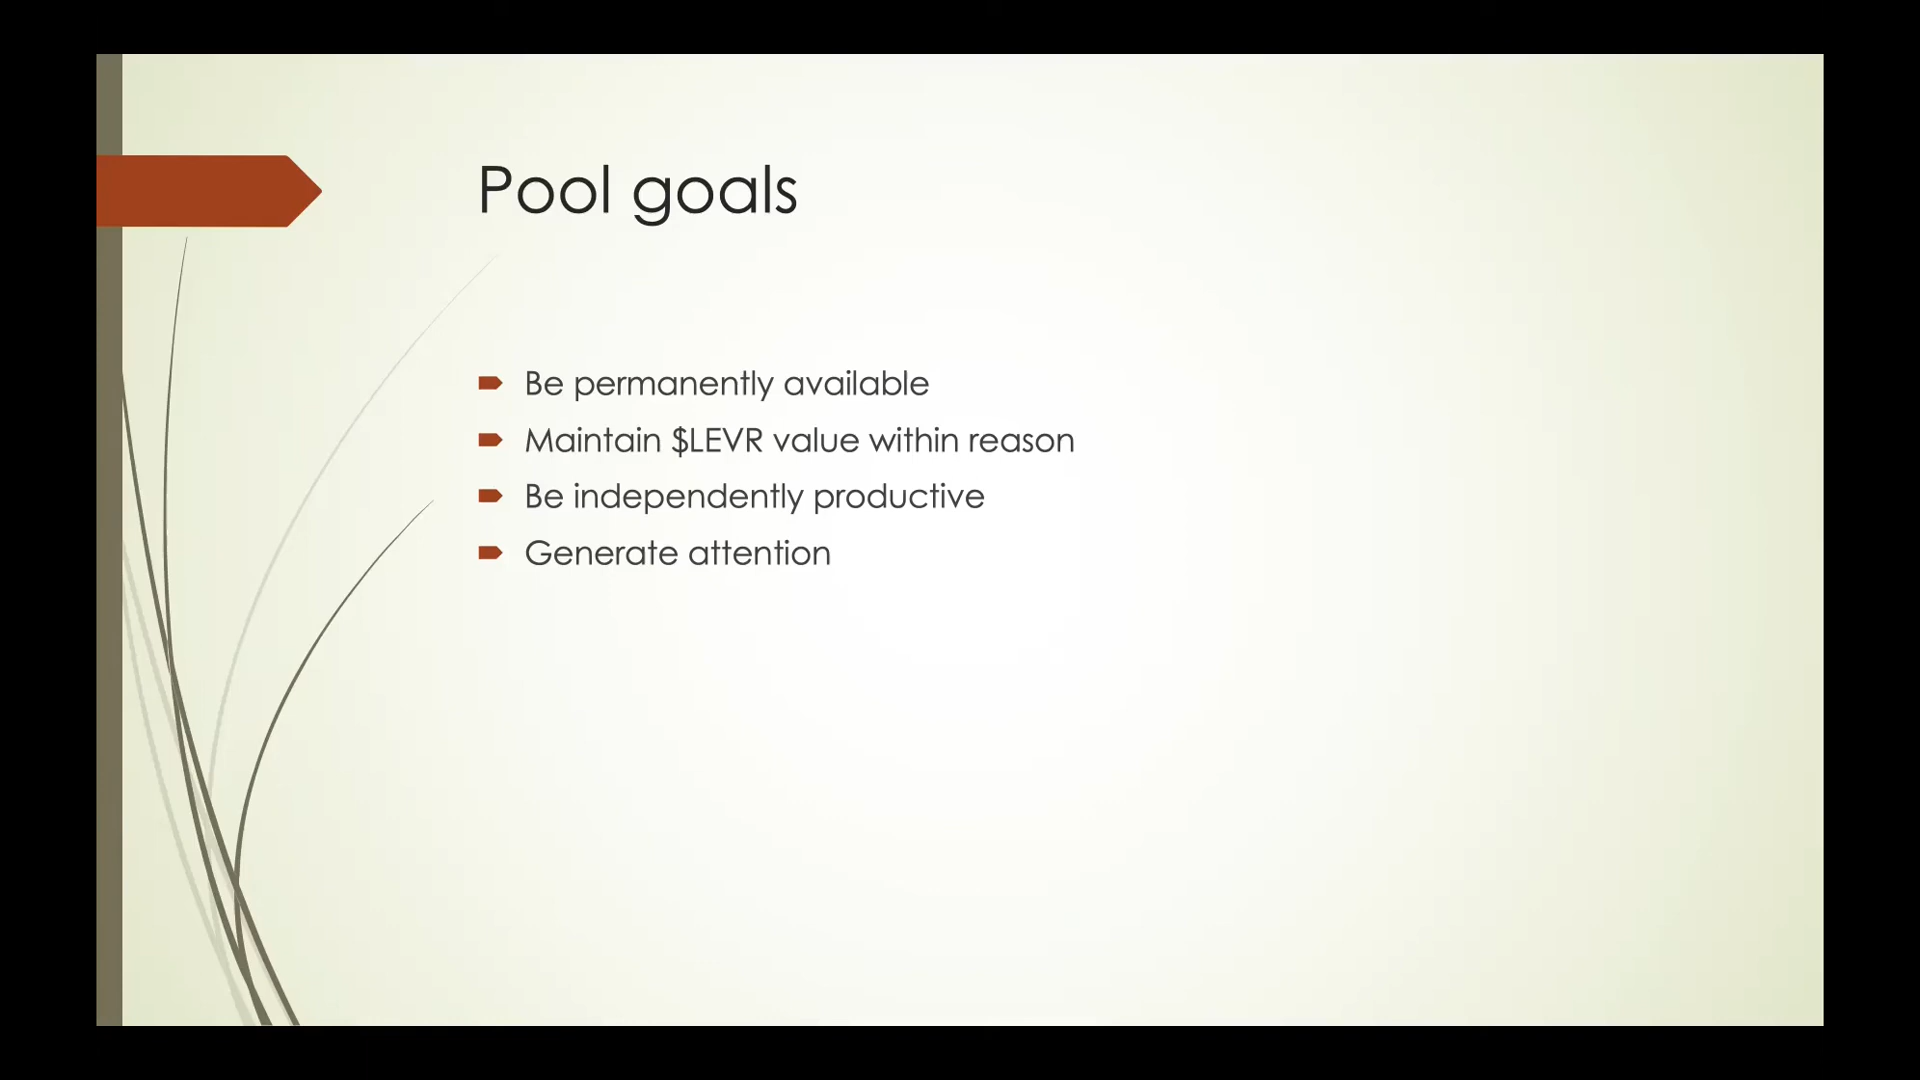 Pool goals
Be permanently available
Maintain $LEVR value within reason
Be independently productive
Generate attention